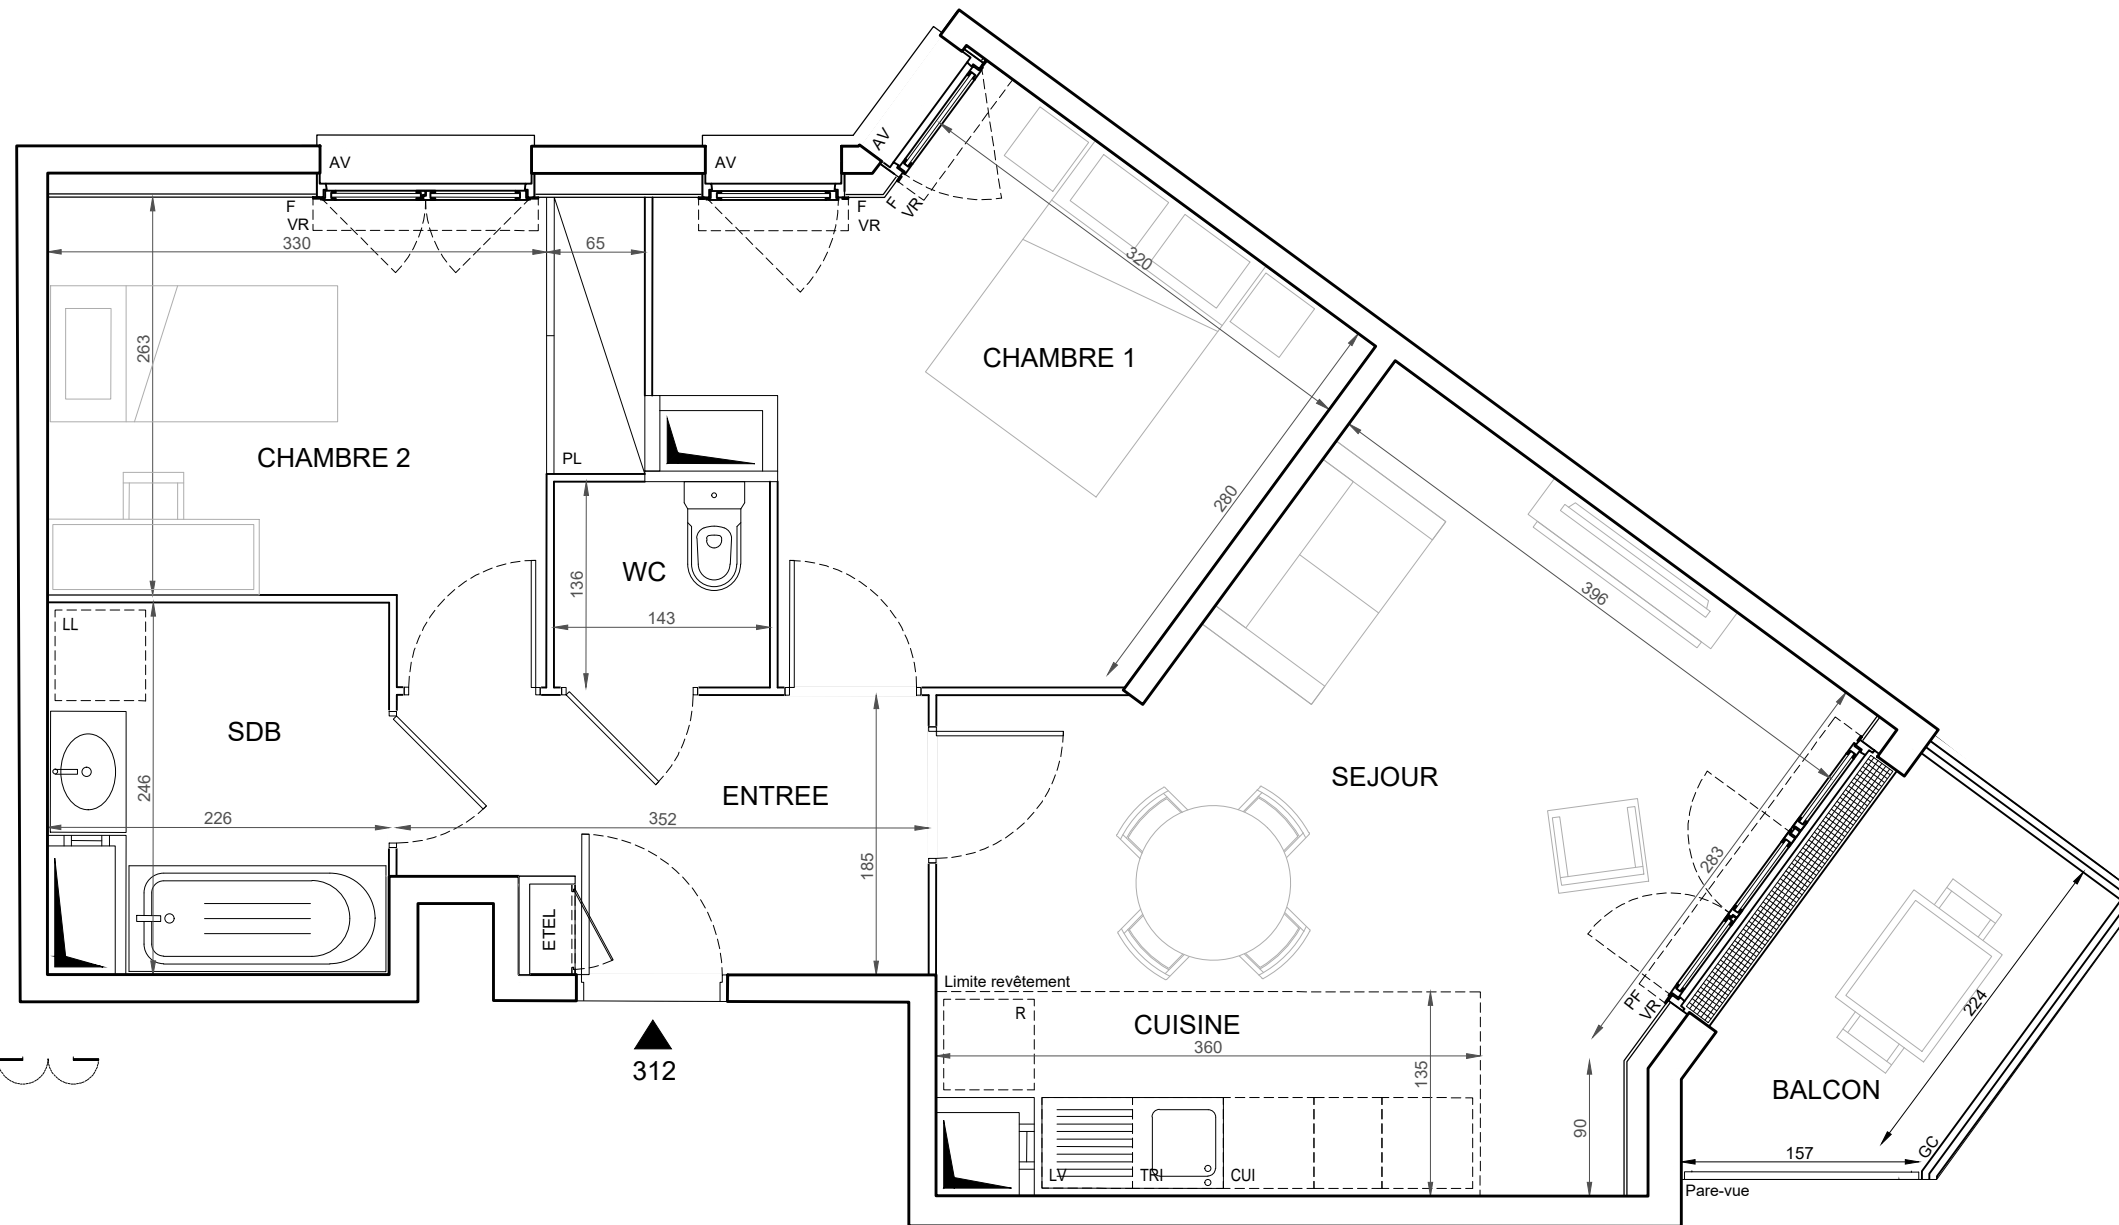 AV
AV
AV
F
VR
F
VR
F
VR
330
65
320
263
CHAMBRE 1
CHAMBRE 2
PL
280
396
136
WC
143
LL
SDB
246
226
352
ENTREE
185
SEJOUR
283
ETEL
Limite revêtement
R
CUISINE
360
135
PF
VR
224
312
BALCON
90
LV
TRI
CUI
157
GC
Pare-vue